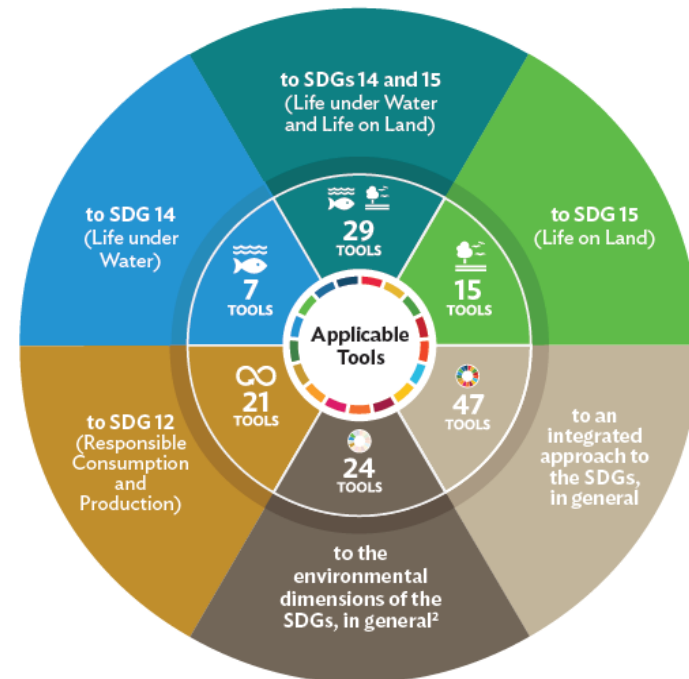 to SDGs 14 and 15
(Life under Water
and Life on Land)
29
TOOLS
to SDG 15
(Life on Land)
15
TOOLS
to an
integrated
approach to
the SDGs,
in general
47
TOOLS
to the
environmental
dimensions of the
SDGs, in general²
24
TOOLS
to SDG 12
(Responsible
Consumption
and
Production)
21
TOOLS
to SDG 14
(Life under
Water)
7
TOOLS
Applicable
Tools